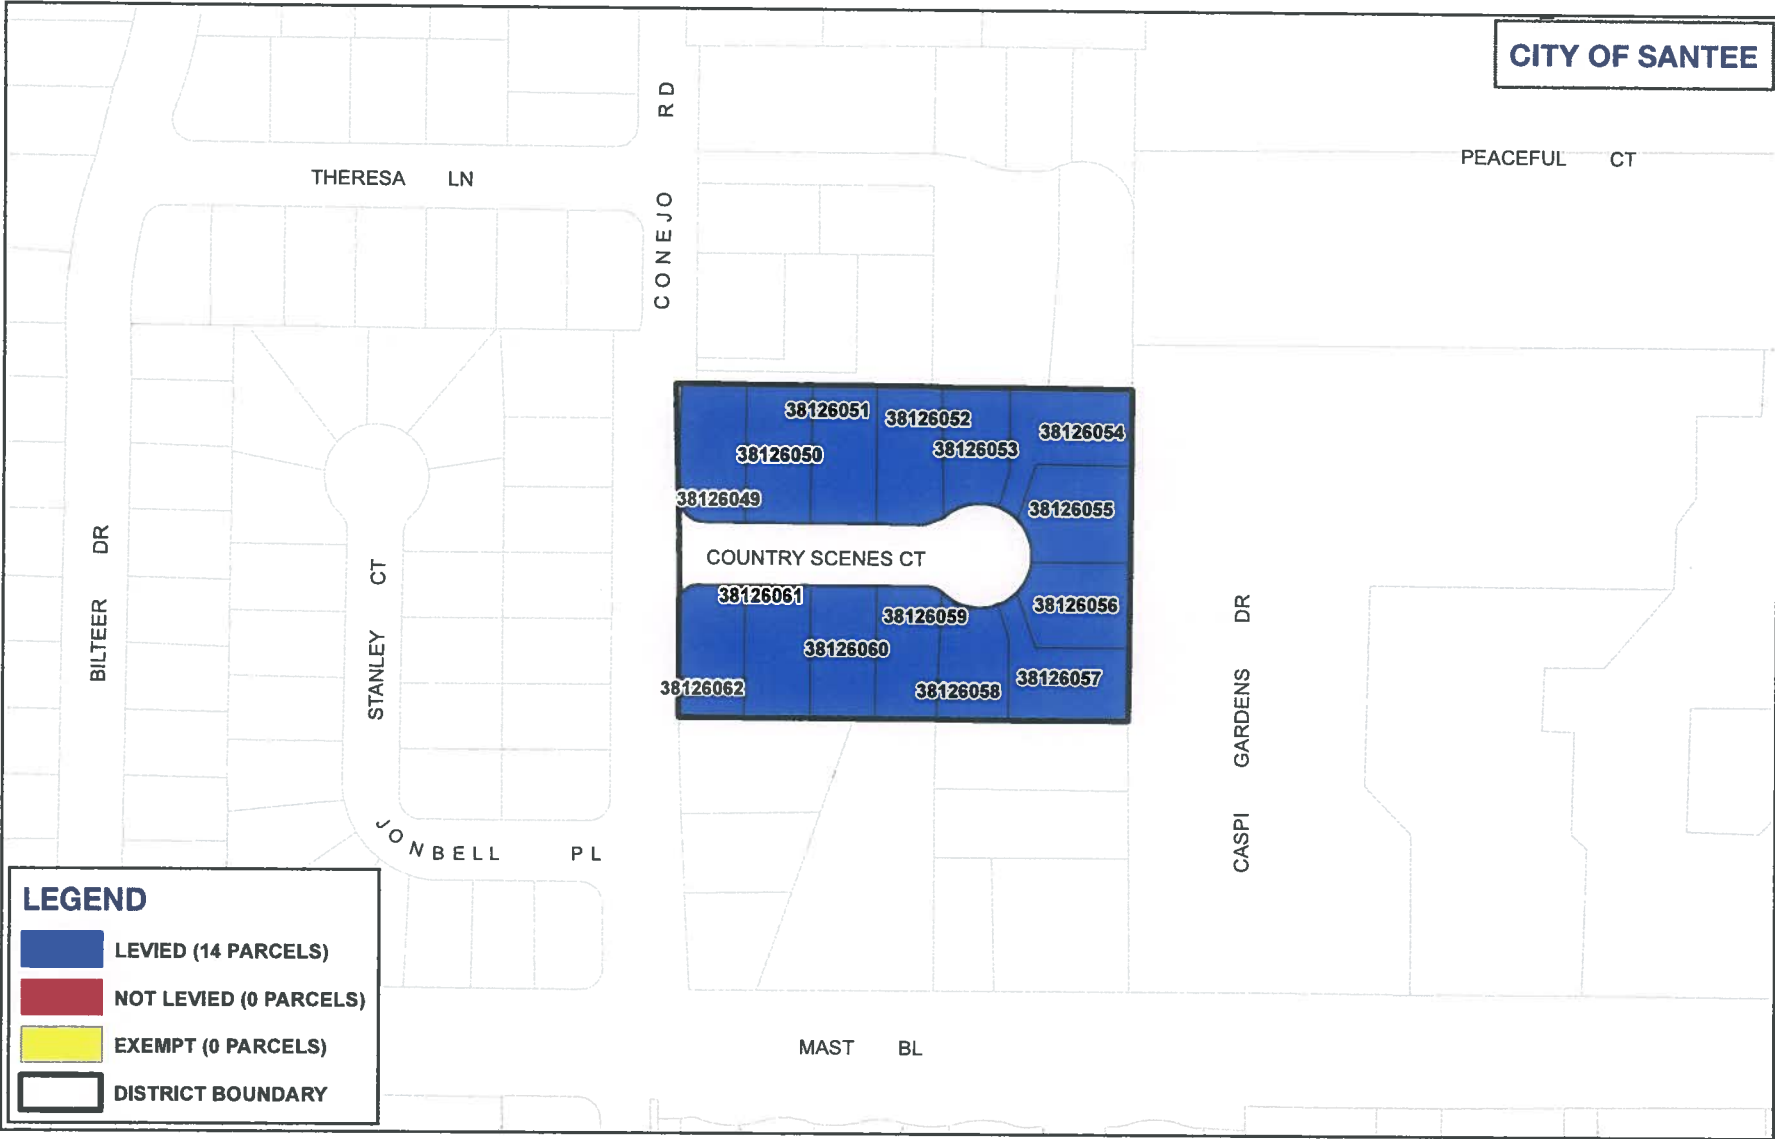 CITY OF SANTEE
PEACEFUL CT
THERESA LN
CONEJO RD
38126051
38126052
38126054
38126053
38126050
38126049
38126055
COUNTRY SCENES CT
38126061
38126056
38126059
38126060
38126057
38126062
38126058
BILTEER DR
STANLEY CT
CASPI GARDENS DR
JONBELL PL
LEGEND
LEVIED (14 PARCELS)
NOT LEVIED (0 PARCELS)
EXEMPT (0 PARCELS)
DISTRICT BOUNDARY
MAST BL